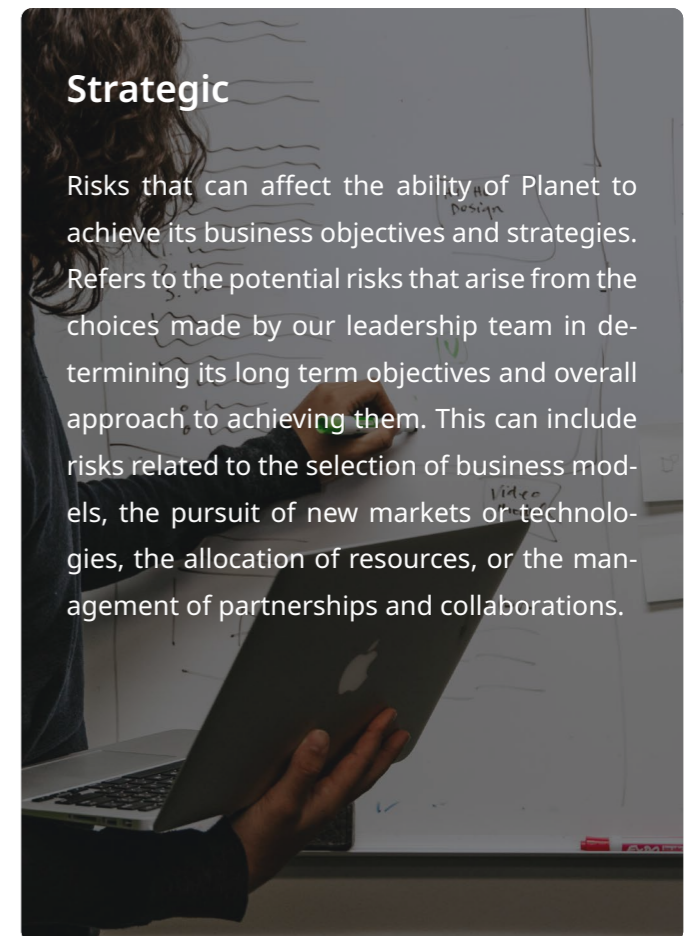 Strategic
Risks that can affect the ability of Planet to
achieve its business objectives and strategies.
Refers to the potential risks that arise from the
choices made by our leadership team in de-
termining its long term objectives and overall
approach to achieving them. This can include
risks related to the selection of business mod-
els, the pursuit of new markets or technolo-
gies, the allocation of resources, or the man-
agement of partnerships and collaborations.
Design
Video